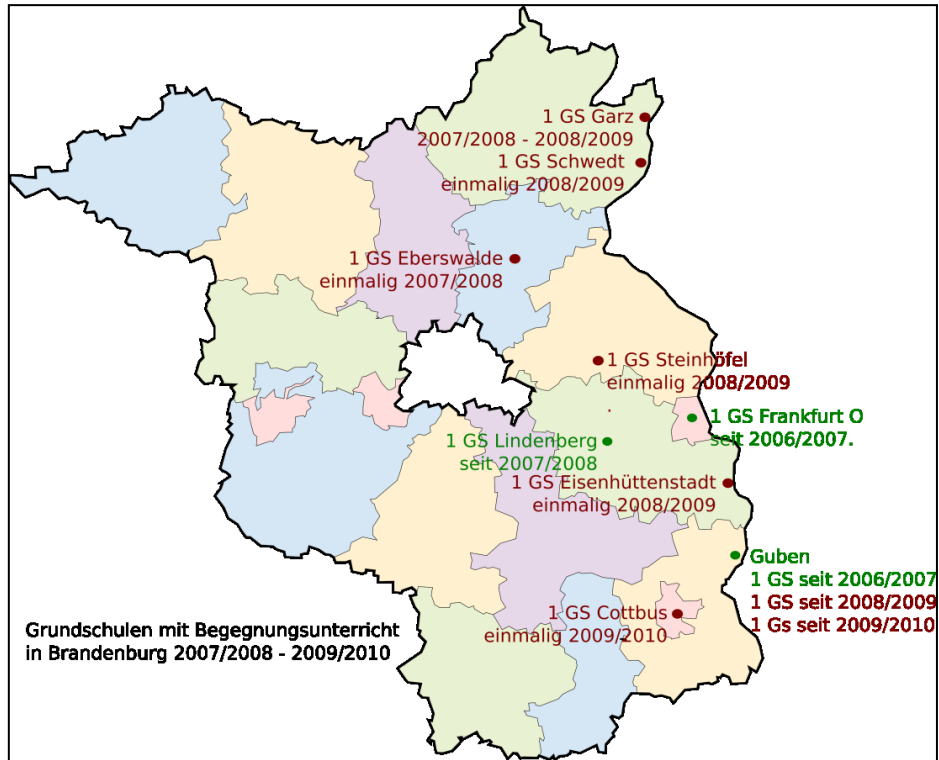 1 GS Garz
2007/2008 - 2008/2009
1 GS Schwedt
einmalig 2008/2009
1 GS Eberswalde
einmalig 2007/2008
1 GS Steinhöfel
einmalig 2008/2009
1 GS Frankfurt O
seit 2006/2007.
1 GS Lindenberg
seit 2007/2008
1 GS Eisenhüttenstadt
einmalig 2008/2009
Guben
1 GS seit 2006/2007
1 GS seit 2008/2009
1 Gs seit 2009/2010
1 GS Cottbus
einmalig 2009/2010
Grundschulen mit Begegnungsunterricht
in Brandenburg 2007/2008 - 2009/2010